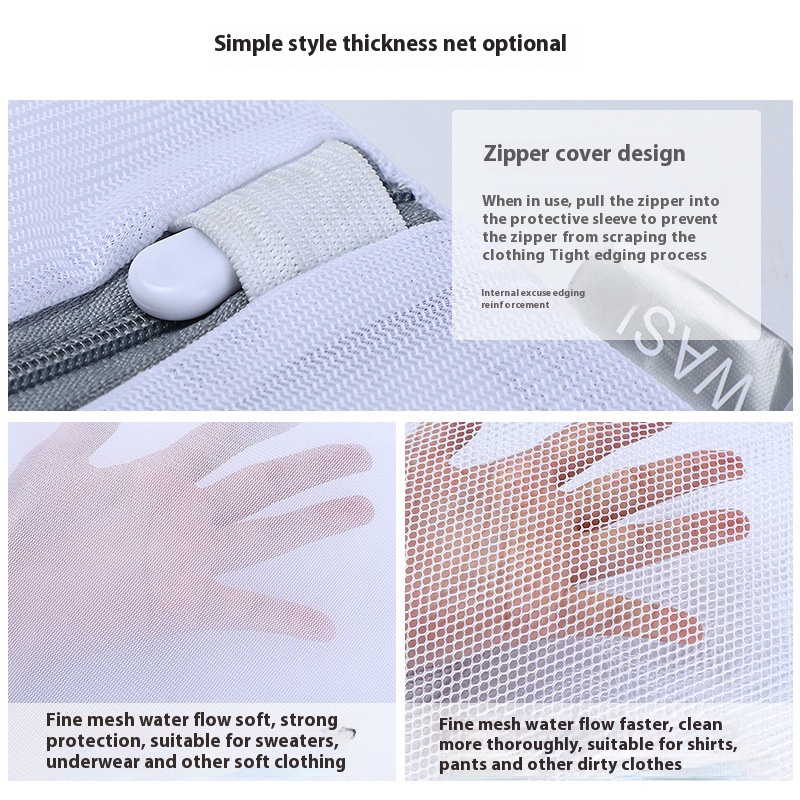 Simple style thickness net optional
Zipper cover design
When in use, pull the zipper into
the protective sleeve to prevent
the zipper from scraping the
clothing Tight edging process
Internal excuse edging
reinforcement
WASI
Fine mesh water flow soft, strong
protection, suitable for sweaters,
underwear and other soft clothing
Fine mesh water flow faster, clean
more thoroughly, suitable for shirts,
pants and other dirty clothes